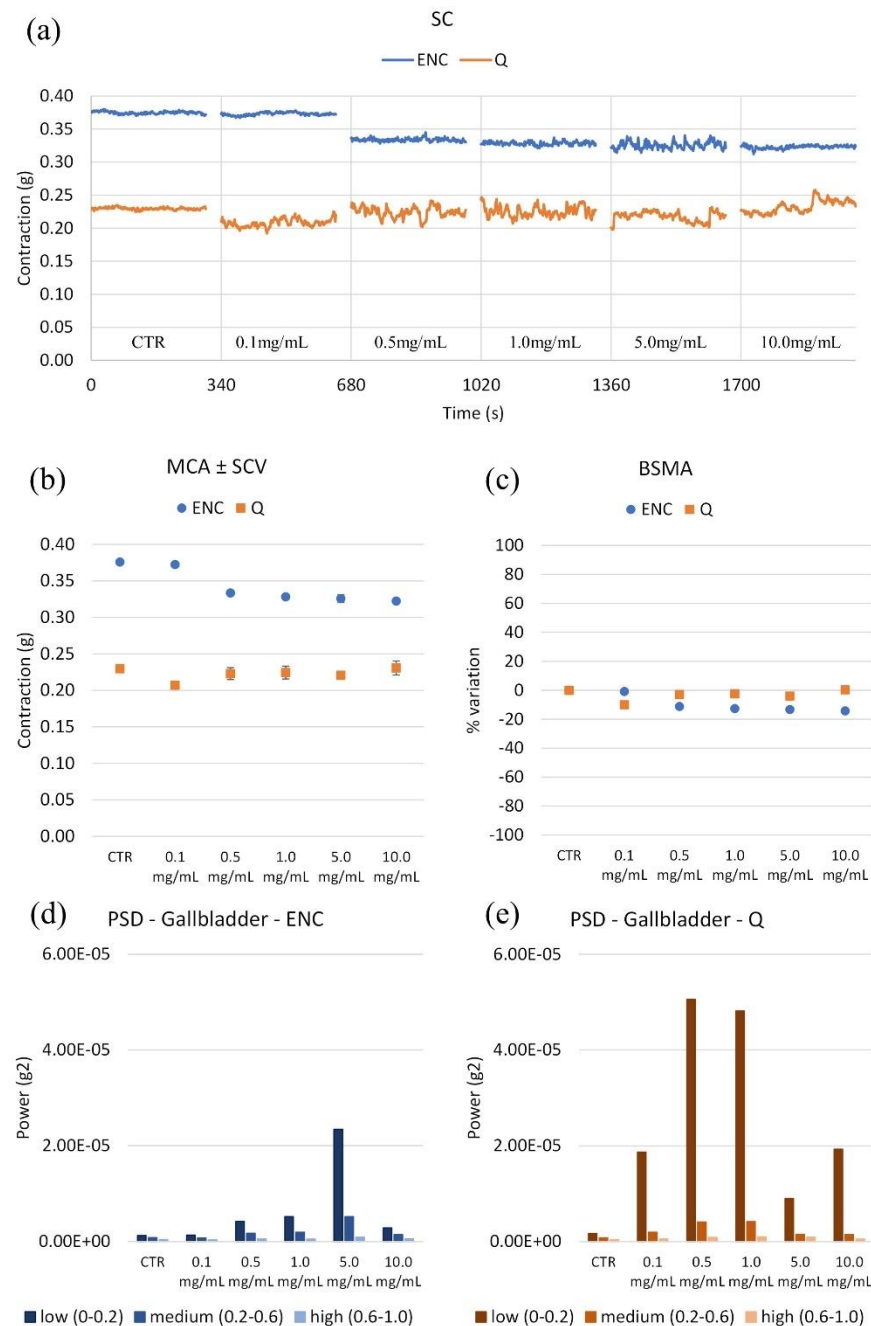 (a)
SC
ENC Q
Contraction (g)
0.40
0.35
0.30
0.25
0.20
0.15
0.10
0.05
0.00
CTR 0.1mg/mL 0.5mg/mL 1.0mg/mL 5.0mg/mL 10.0mg/mL
0 340 680 1020 1360 1700
Time (s)
(b)
MCA ± SCV
ENC Q
Contraction (g)
0.40
0.35
0.30
0.25
0.20
0.15
0.10
0.05
0.00
CTR 0.1 0.5 1.0 5.0 10.0
mg/mL mg/mL mg/mL mg/mL mg/mL
(c)
BSMA
ENC Q
% variation
100
80
60
40
20
0
-20
-40
-60
-80
-100
CTR 0.1 0.5 1.0 5.0 10.0
mg/mL mg/mL mg/mL mg/mL mg/mL
(d)
PSD - Gallbladder - ENC
Power (g2)
6.00E-05
4.00E-05
2.00E-05
0.00E+00
CTR 0.1 0.5 1.0 5.0 10.0
mg/mL mg/mL mg/mL mg/mL mg/mL
low (0-0.2) medium (0.2-0.6) high (0.6-1.0)
(e)
PSD - Gallbladder - Q
Power (g2)
6.00E-05
4.00E-05
2.00E-05
0.00E+00
CTR 0.1 0.5 1.0 5.0 10.0
mg/mL mg/mL mg/mL mg/mL mg/mL
low (0-0.2) medium (0.2-0.6) high (0.6-1.0)